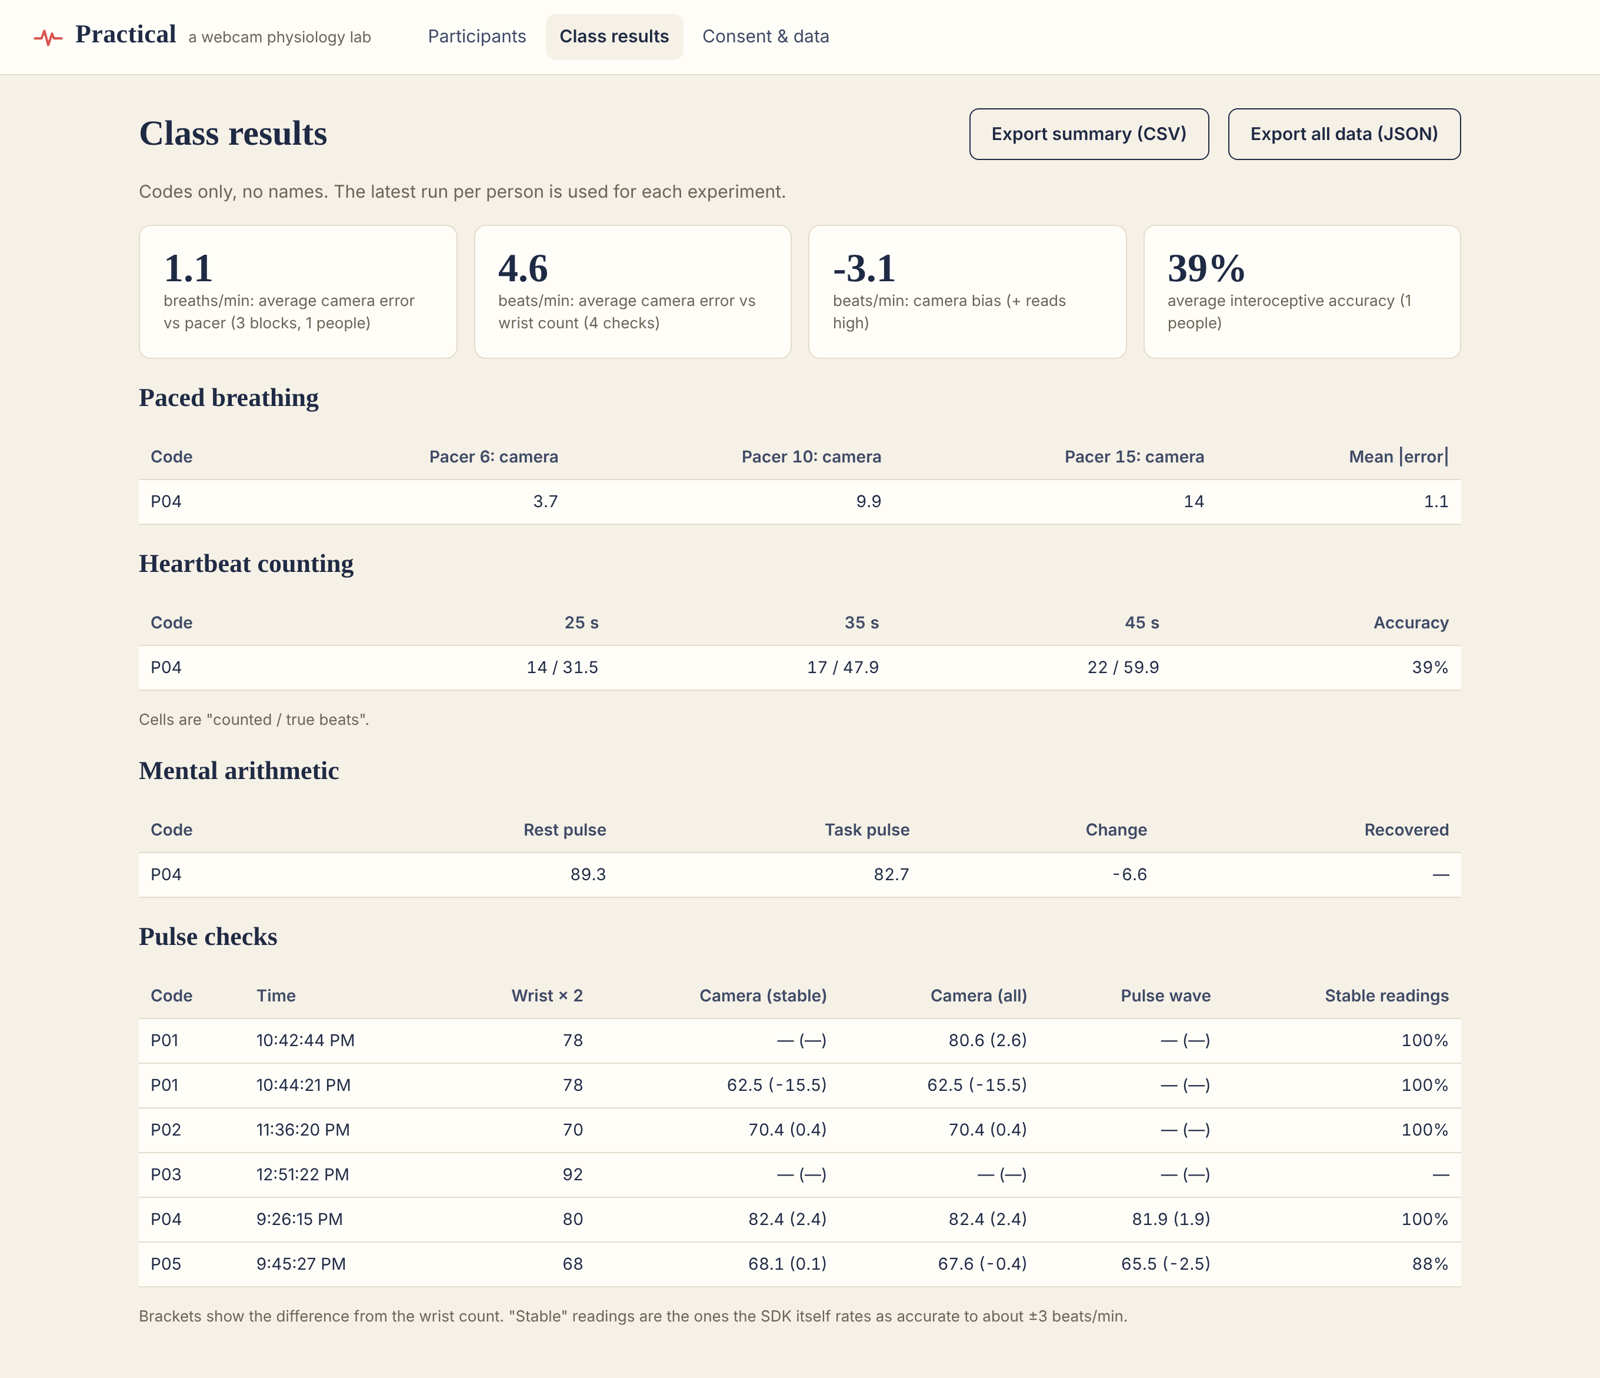 Practical a webcam physiology lab Participants Class results Consent & data
Class results Export summary (CSV) Export all data (JSON)
Codes only, no names. The latest run per person is used for each experiment.
1.1
breaths/min: average camera error
vs pacer (3 blocks, 1 people)
4.6
beats/min: average camera error vs
wrist count (4 checks)
-3.1
beats/min: camera bias (+ reads
high)
39%
average interoceptive accuracy (1
people)
Paced breathing
Code Pacer 6: camera Pacer 10: camera Pacer 15: camera Mean |error|
P04 3.7 9.9 14 1.1
Heartbeat counting
Code 25 s 35 s 45 s Accuracy
P04 14 / 31.5 17 / 47.9 22 / 59.9 39%
Cells are "counted / true beats".
Mental arithmetic
Code Rest pulse Task pulse Change Recovered
P04 89.3 82.7 -6.6 —
Pulse checks
Code Time Wrist × 2 Camera (stable) Camera (all) Pulse wave Stable readings
P01 10:42:44 PM 78 — (—) 80.6 (2.6) — (—) 100%
P01 10:44:21 PM 78 62.5 (-15.5) 62.5 (-15.5) — (—) 100%
P02 11:36:20 PM 70 70.4 (0.4) 70.4 (0.4) — (—) 100%
P03 12:51:22 PM 92 — (—) — (—) — (—) —
P04 9:26:15 PM 80 82.4 (2.4) 82.4 (2.4) 81.9 (1.9) 100%
P05 9:45:27 PM 68 68.1 (0.1) 67.6 (-0.4) 65.5 (-2.5) 88%
Brackets show the difference from the wrist count. "Stable" readings are the ones the SDK itself rates as accurate to about ±3 beats/min.